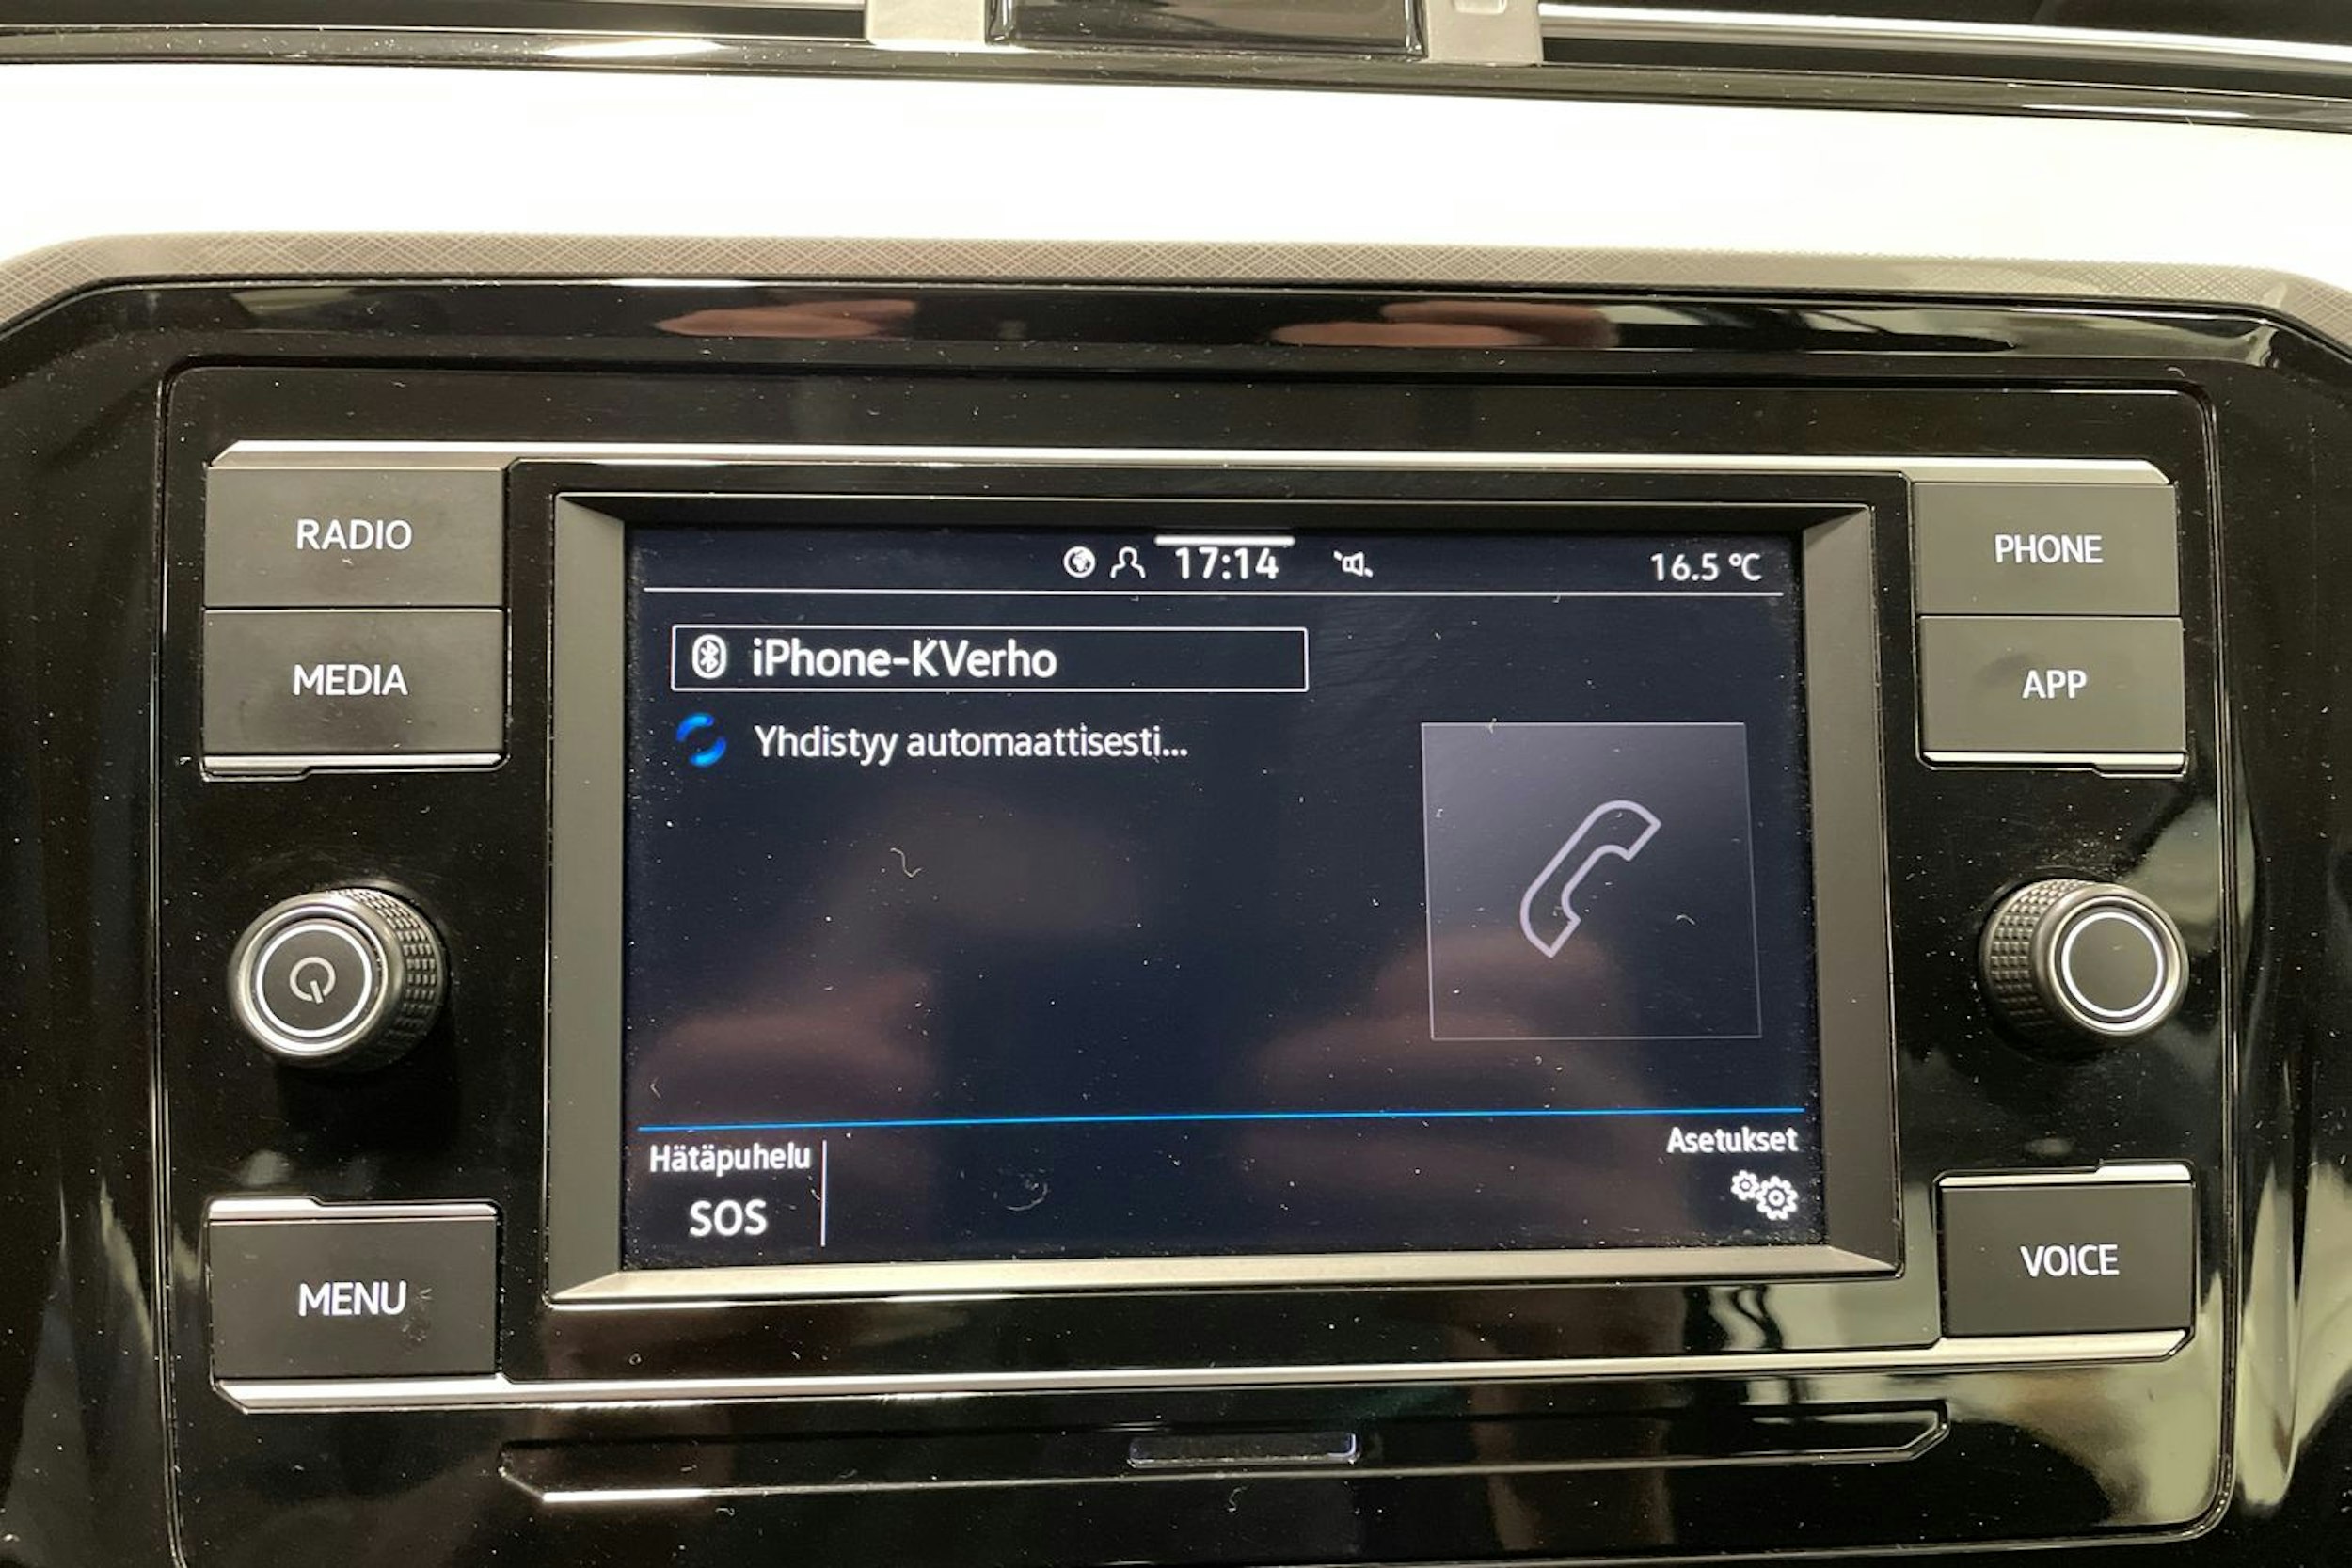 RADIO
MEDIA
MENU
17:14
16.5 °C
iPhone-KVerho
Yhdistyy automaattisesti...
Hätäpuhelu
SOS
Asetukset
PHONE
APP
VOICE